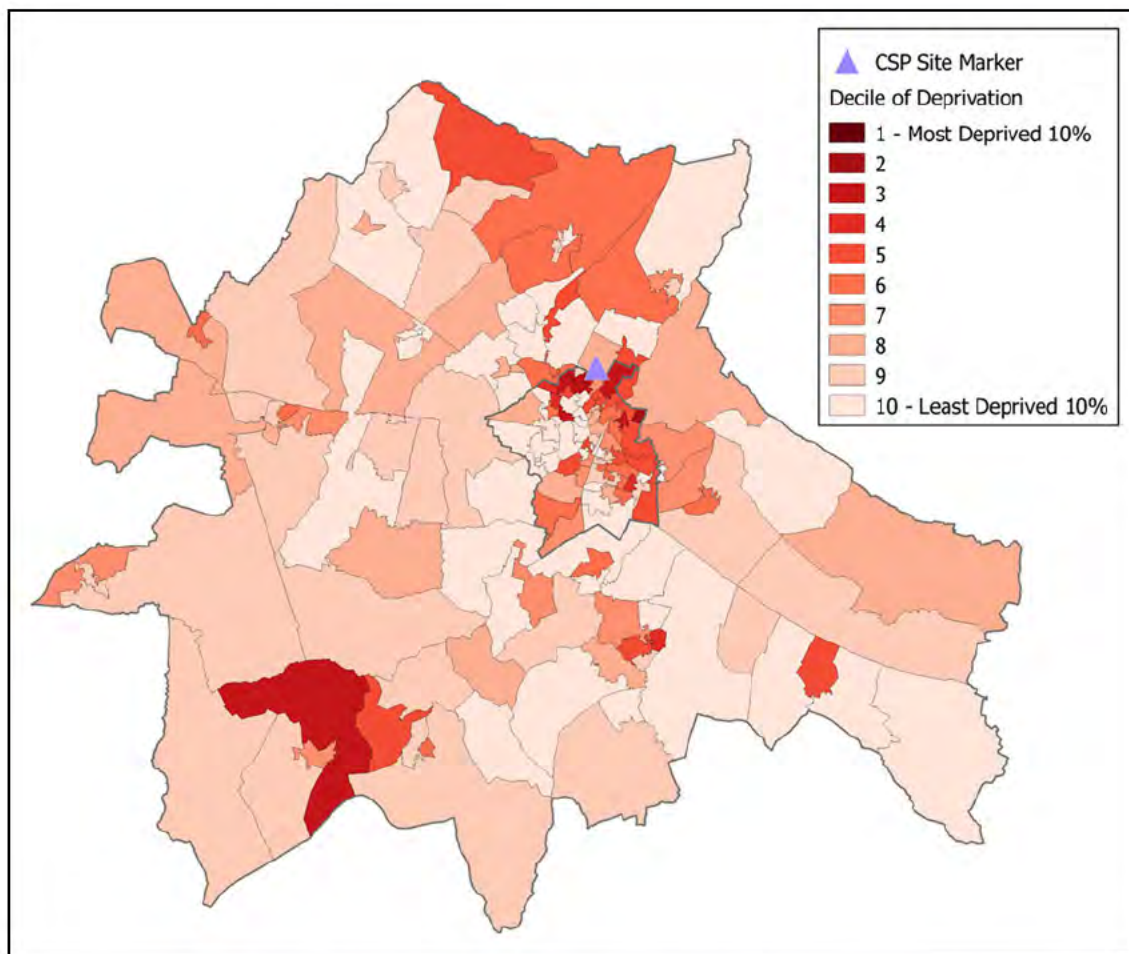 CSP Site Marker
Decile of Deprivation
1 - Most Deprived 10%
2
3
4
5
6
7
8
9
10 - Least Deprived 10%